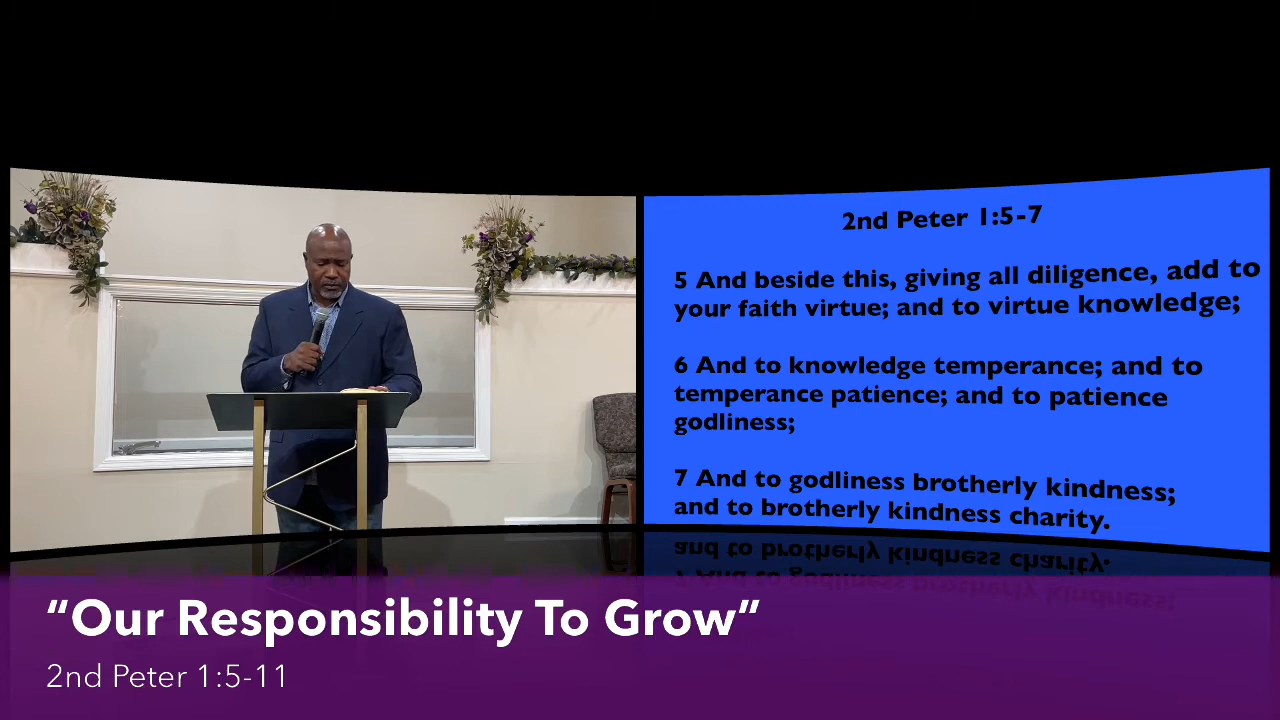 2nd Peter 1:5-7
5 And beside this, giving all diligence, add to
your faith virtue; and to virtue knowledge;
6 And to knowledge temperance; and to
temperance patience; and to patience
godliness;
7 And to godliness brotherly kindness;
and to brotherly kindness charity.
“Our Responsibility To Grow”
2nd Peter 1:5-11